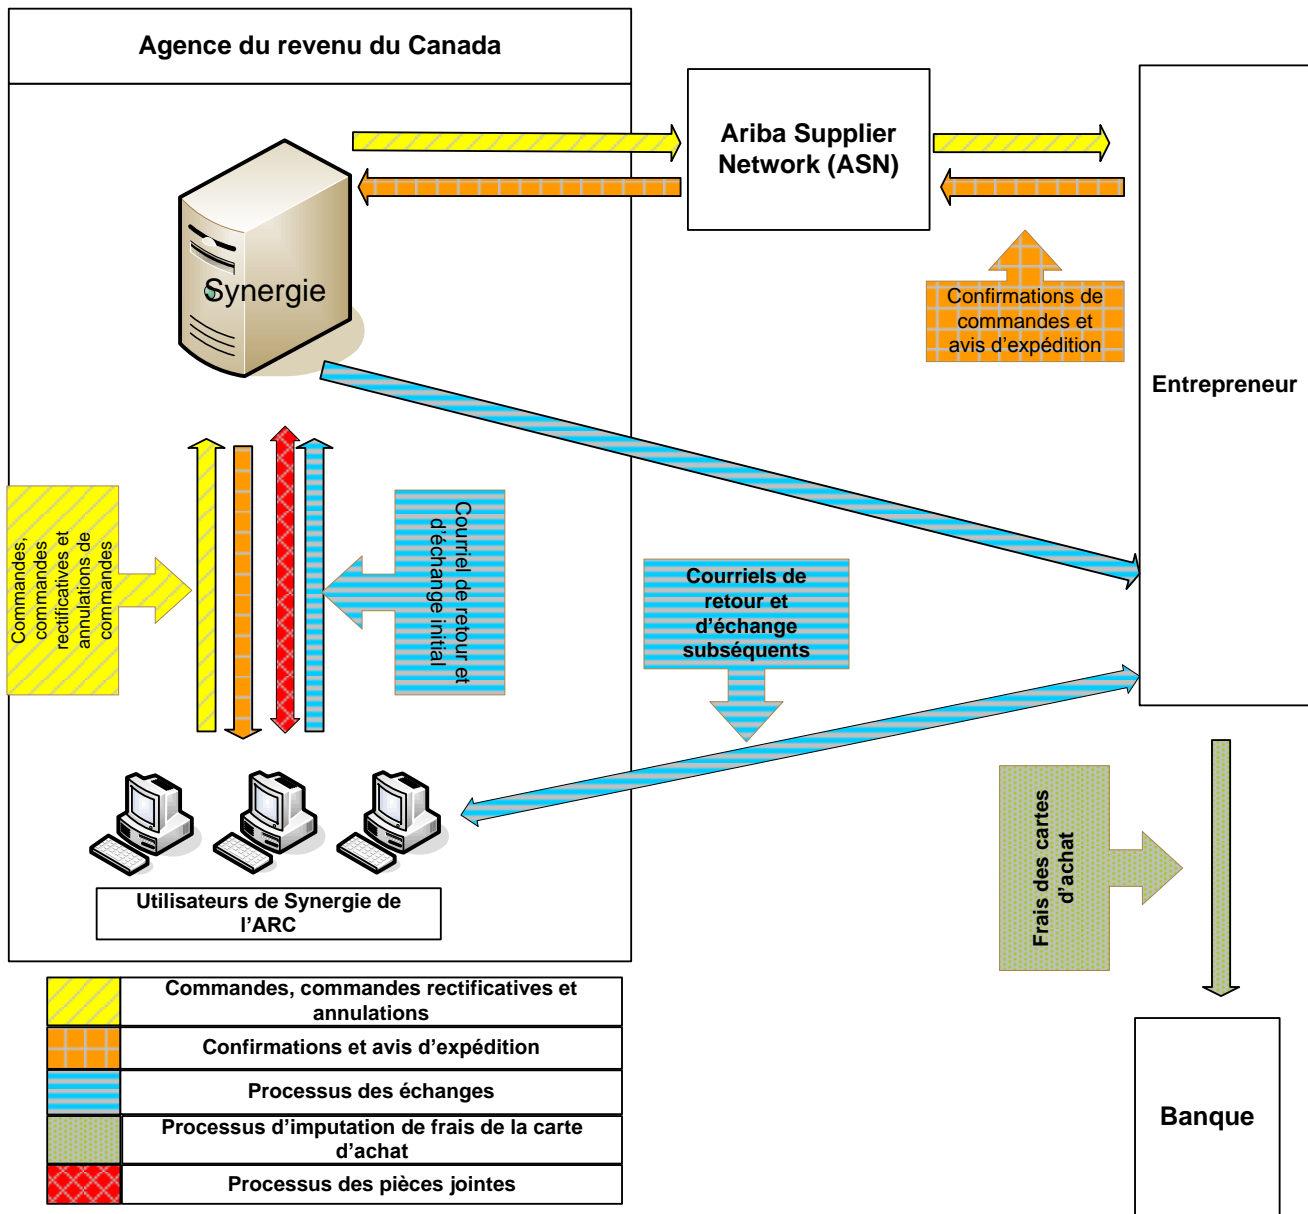 Agence du revenu du Canada
Ariba Supplier
Network (ASN)
Synergie
Confirmations de
commandes et
avis d'expédition
Entrepreneur
Commandes,
commandes
rectificatives et
annulations de
commandes
Courriel de retour et
d'échange initial
Courriels de
retour et
d'échange
subséquents
Frais des cartes
d'achat
Utilisateurs de Synergie de
l'ARC
Commandes, commandes rectificatives et
annulations
Confirmations et avis d'expédition
Processus des échanges
Processus d'imputation de frais de la carte
d'achat
Processus des pièces jointes
Banque